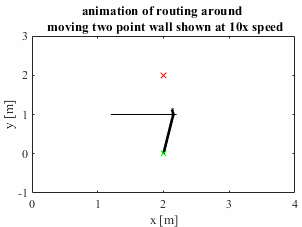 animation of routing around
moving two point wall shown at 10x speed
3
2
1
0
-1
y [m]
0 1 2 3 4
x [m]